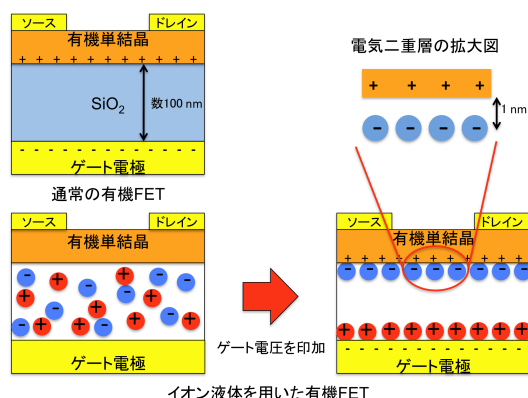 ソース
ドレイン
有機単結晶
+ + + + + + + + + + + +
SiO2
数100 nm
- - - - - - - - - - - -
ゲート電極
通常の有機FET
電気二重層の拡大図
+ + + +
1 nm
- - - -
ソース
ドレイン
有機単結晶
ゲート電極
ゲート電圧を印加
ソース
ドレイン
有機単結晶
ゲート電極
イオン液体を用いた有機FET